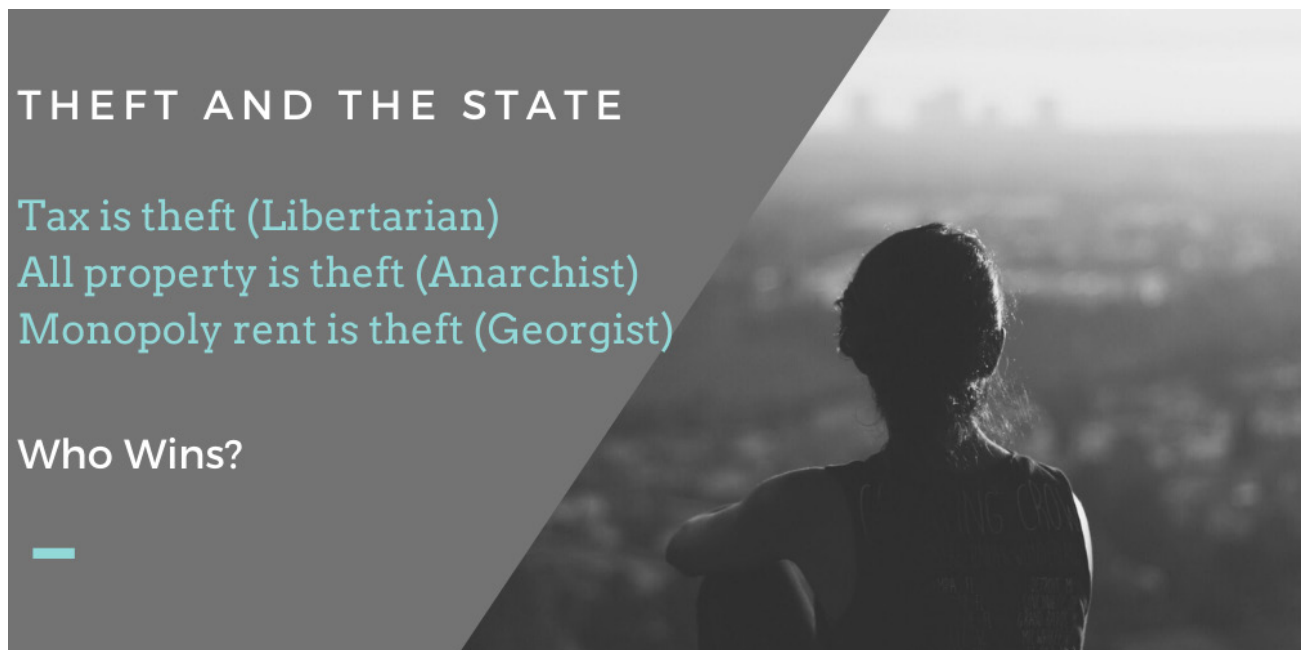 THEFT AND THE STATE
Tax is theft (Libertarian)
All property is theft (Anarchist)
Monopoly rent is theft (Georgist)
Who Wins?